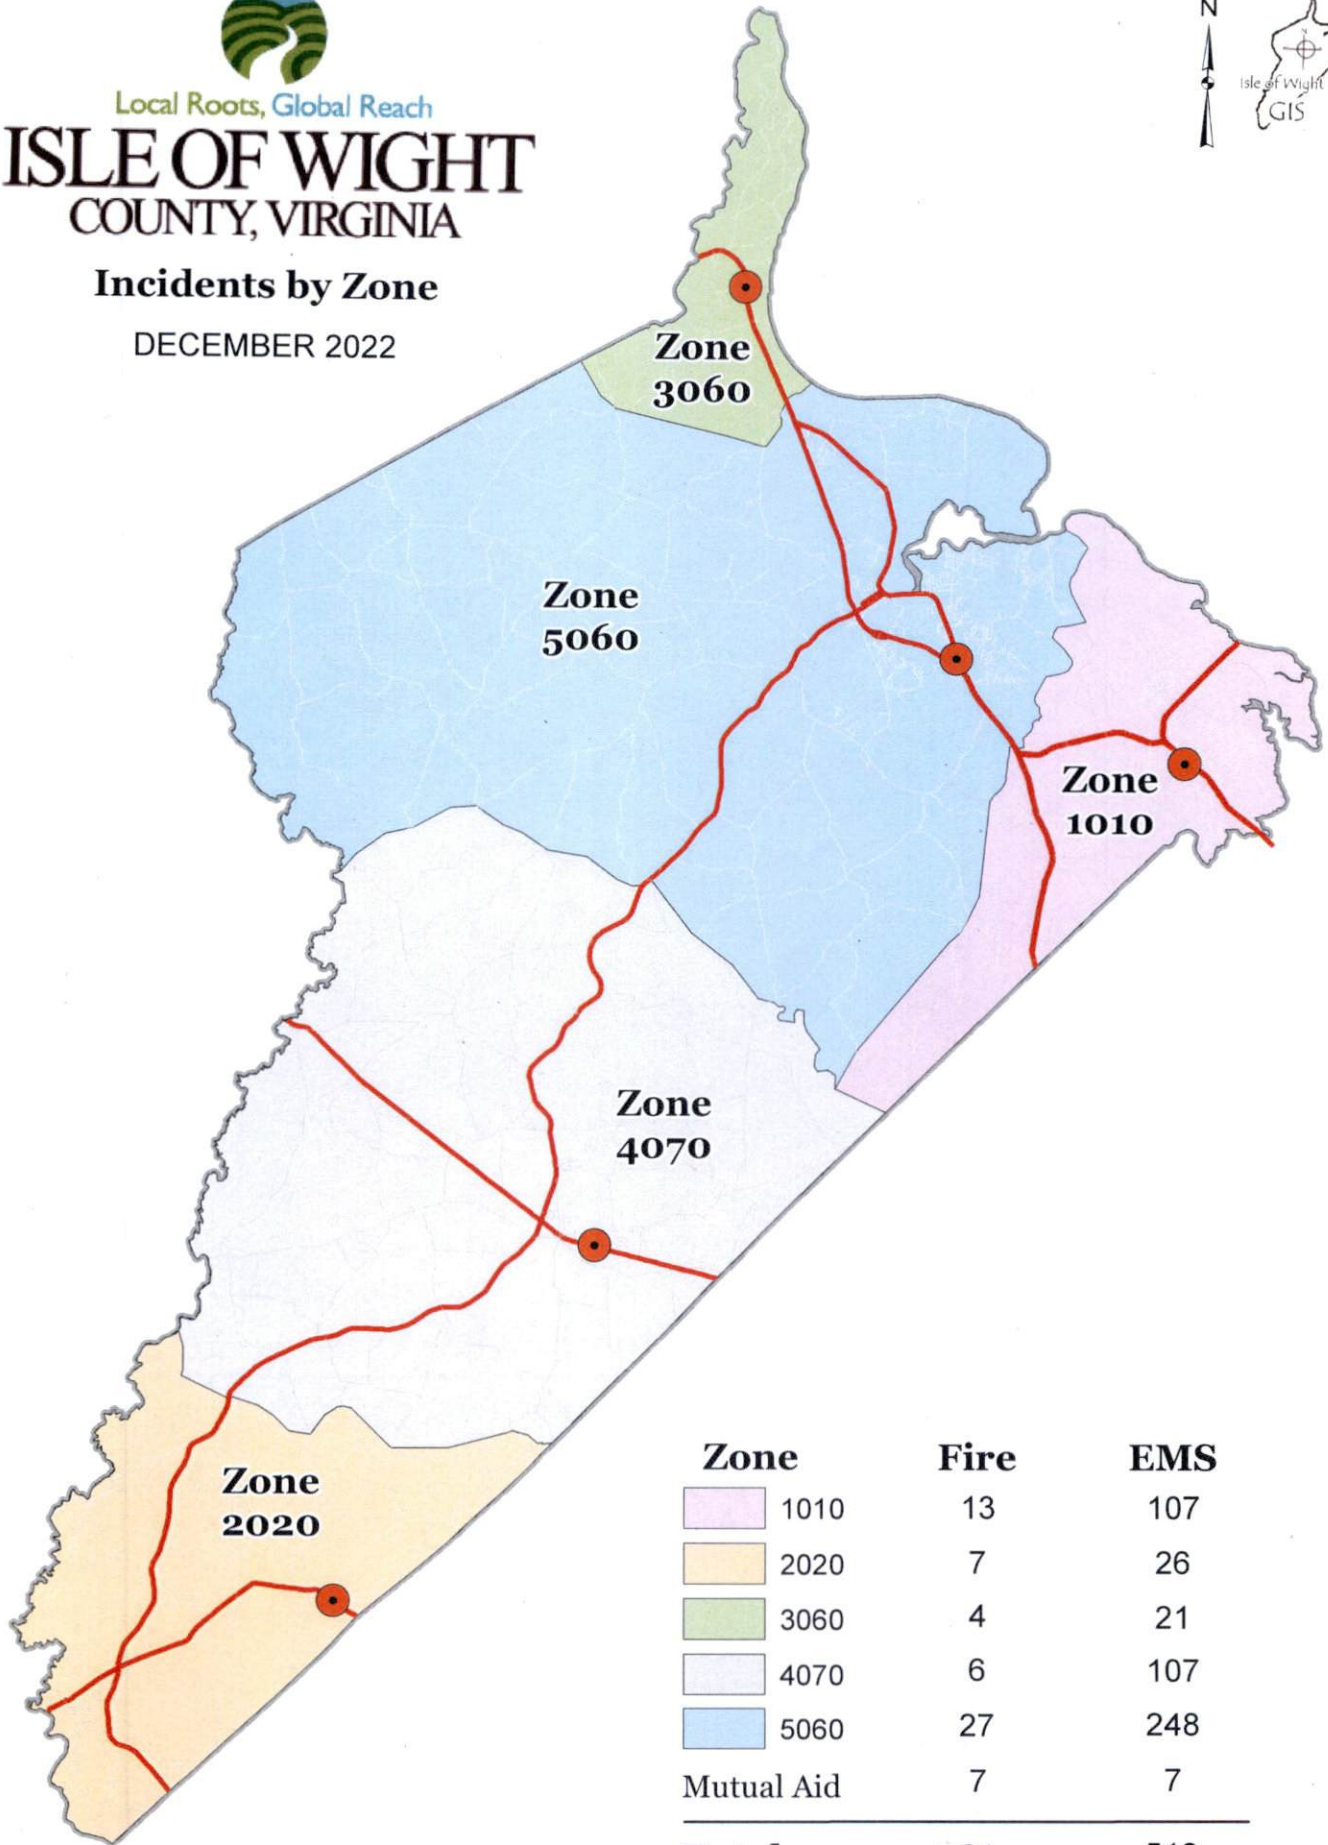 Local Roots, Global Reach
ISLE OF WIGHT
COUNTY, VIRGINIA
Incidents by Zone
DECEMBER 2022
N
Isle of Wight
GIS
Zone
3060
Zone
5060
Zone
1010
Zone
4070
Zone
2020
Zone Fire EMS
1010 13 107
2020 7 26
3060 4 21
4070 6 107
5060 27 248
Mutual Aid 7 7